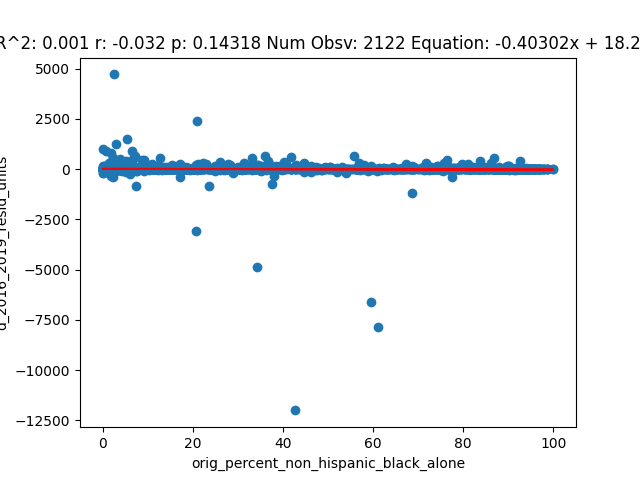 R^2: 0.001 r: -0.032 p: 0.14318 Num Obsv: 2122 Equation: -0.40302x + 18.2
5000
2500
0
−2500
−5000
−7500
−10000
−12500
d_2016_2019_resid_units
0 20 40 60 80 100
orig_percent_non_hispanic_black_alone